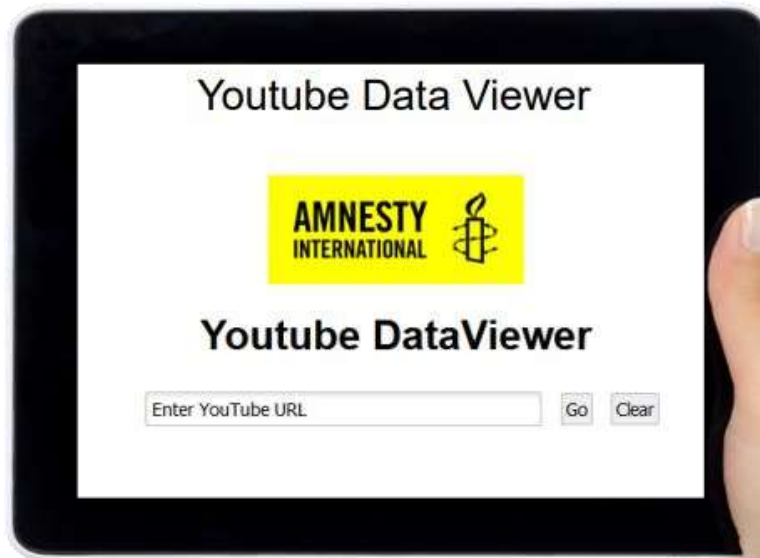 Youtube Data Viewer
AMNESTY
INTERNATIONAL
Youtube DataViewer
Enter YouTube URL Go Clear